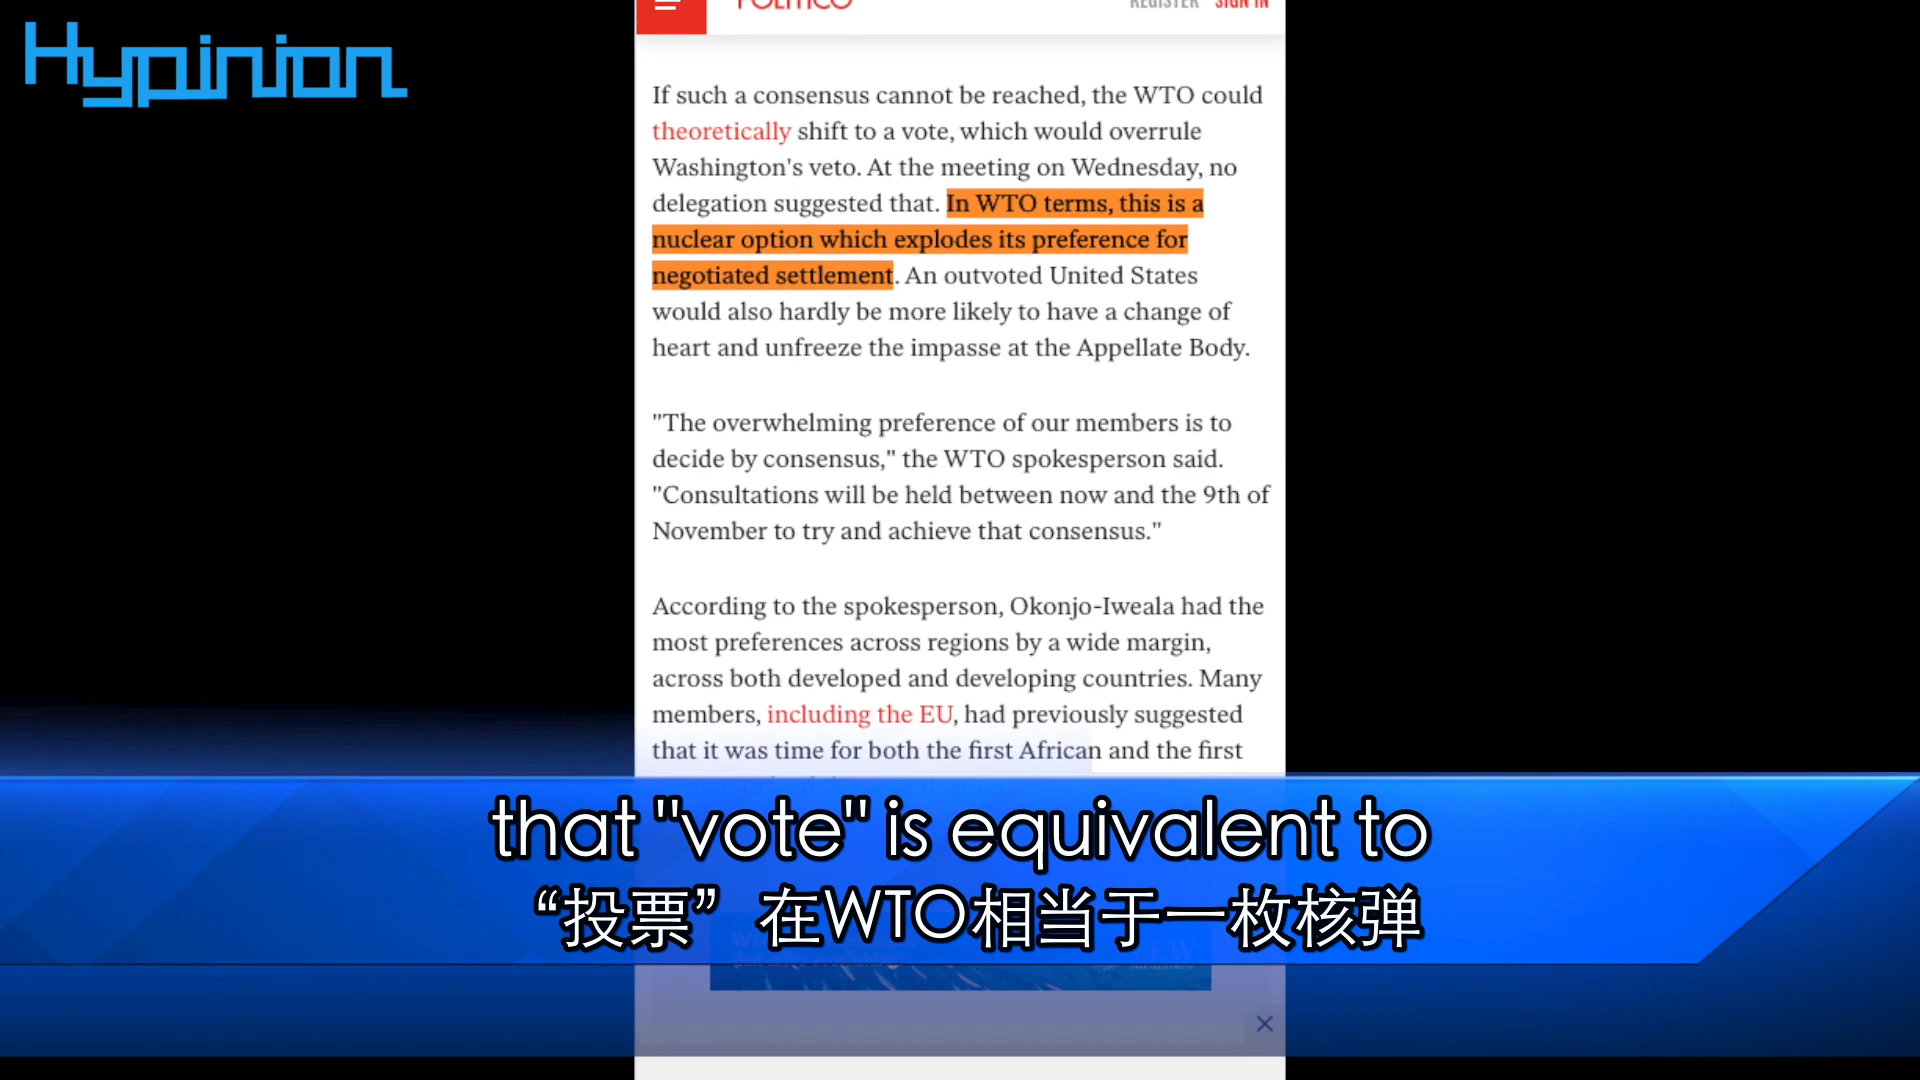 Hypinion
POLITICO
REGISTER SIGN IN
If such a consensus cannot be reached, the WTO could
theoretically shift to a vote, which would overrule
Washington's veto. At the meeting on Wednesday, no
delegation suggested that. In WTO terms, this is a
nuclear option which explodes its preference for
negotiated settlement. An outvoted United States
would also hardly be more likely to have a change of
heart and unfreeze the impasse at the Appellate Body.
"The overwhelming preference of our members is to
decide by consensus," the WTO spokesperson said.
"Consultations will be held between now and the 9th of
November to try and achieve that consensus."
According to the spokesperson, Okonjo-Iweala had the
most preferences across regions by a wide margin,
across both developed and developing countries. Many
members, including the EU, had previously suggested
that it was time for both the first African and the first
that "vote" is equivalent to
“投票”在WTO相当于一枚核弹